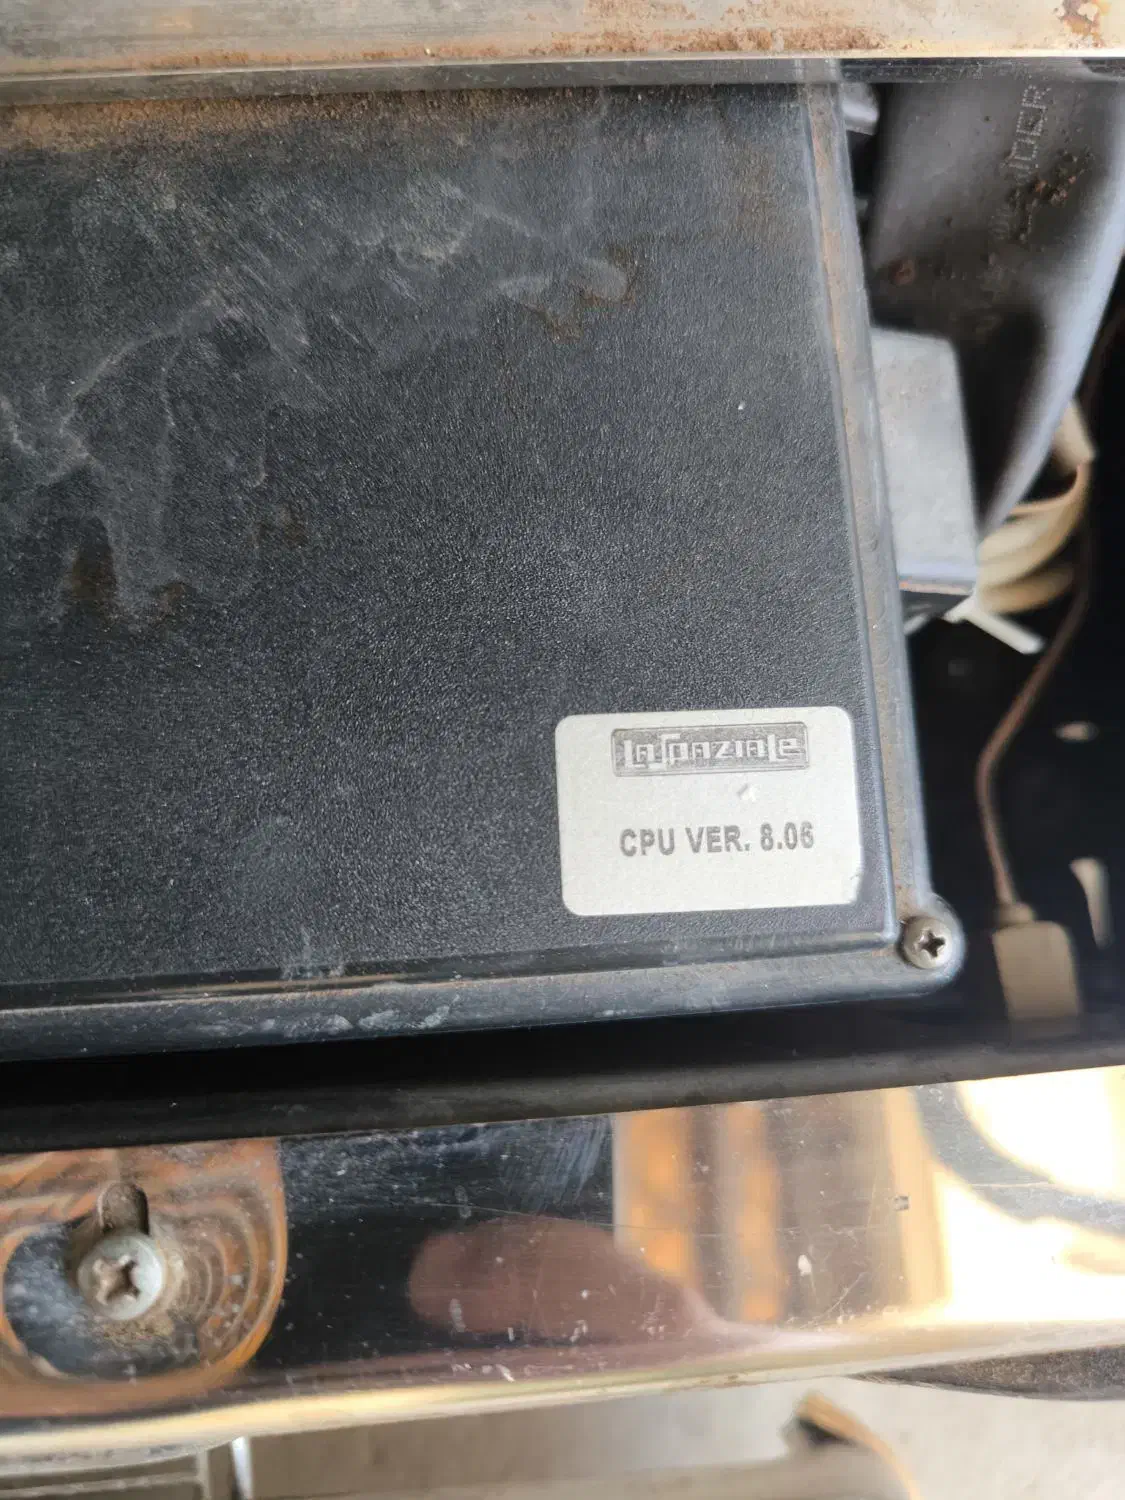 LaSpaziale
CPU VER. 8.06